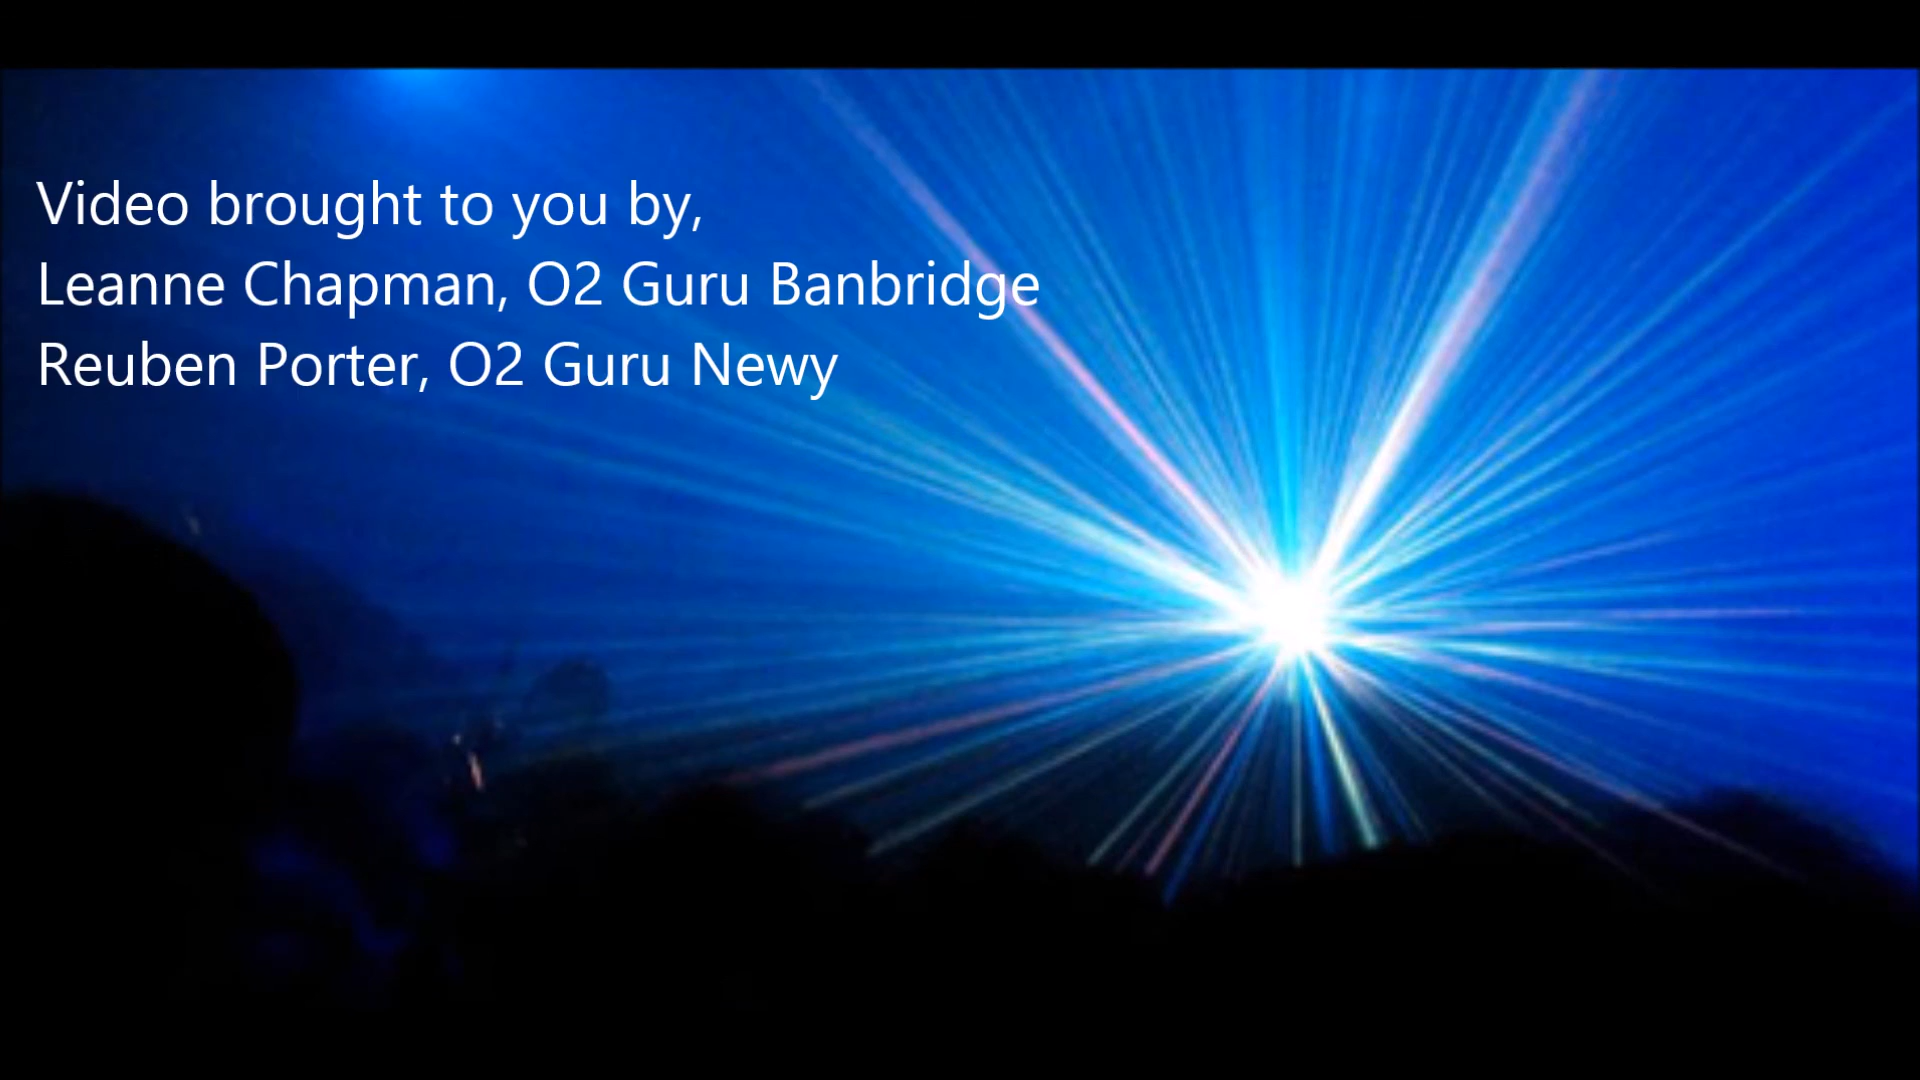 Video brought to you by,
Leanne Chapman, O2 Guru Banbridge
Reuben Porter, O2 Guru Newy